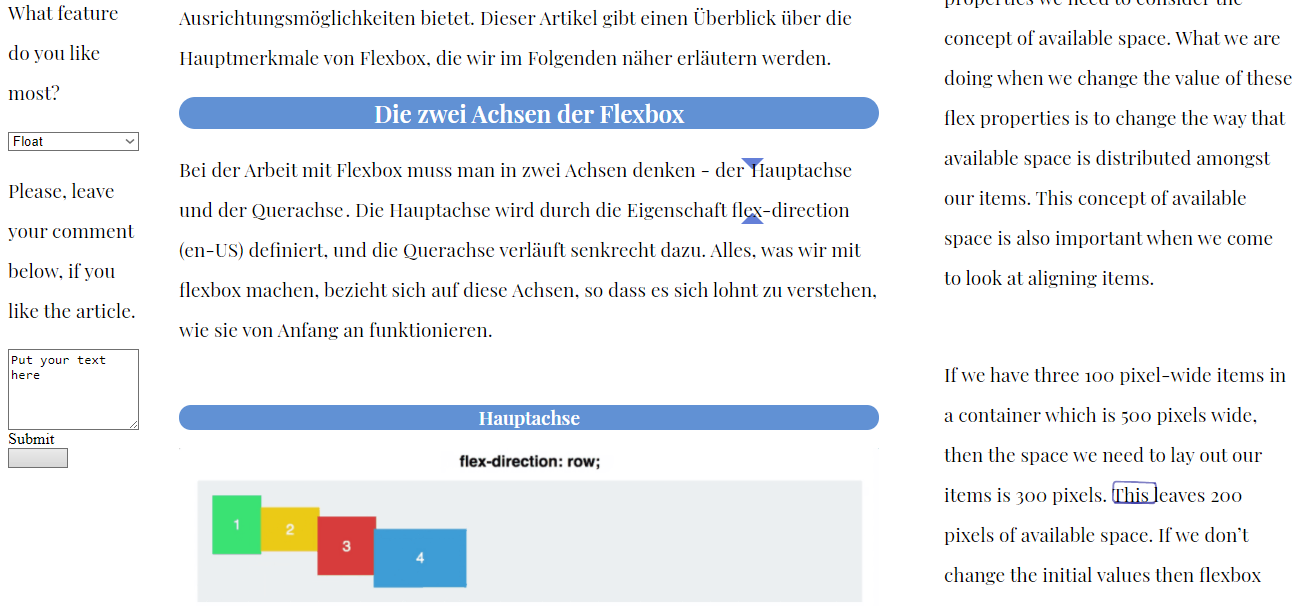 What feature
do you like
most?
Float
Please, leave
your comment
below, if you
like the article.
Put your text
here
Submit
Ausrichtungsmöglichkeiten bietet. Dieser Artikel gibt einen Überblick über die
Hauptmerkmale von Flexbox, die wir im Folgenden näher erläutern werden.
Die zwei Achsen der Flexbox
Bei der Arbeit mit Flexbox muss man in zwei Achsen denken - der Hauptachse
und der Querachse. Die Hauptachse wird durch die Eigenschaft flex-direction
(en-US) definiert, und die Querachse verläuft senkrecht dazu. Alles, was wir mit
flexbox machen, bezieht sich auf diese Achsen, so dass es sich lohnt zu verstehen,
wie sie von Anfang an funktionieren.
Hauptachse
flex-direction: row;
1
2
3
4
properties we need to consider the
concept of available space. What we are
doing when we change the value of these
flex properties is to change the way that
available space is distributed amongst
our items. This concept of available
space is also important when we come
to look at aligning items.
If we have three 100 pixel-wide items in
a container which is 500 pixels wide,
then the space we need to lay out our
items is 300 pixels. This leaves 200
pixels of available space. If we don’t
change the initial values then flexbox